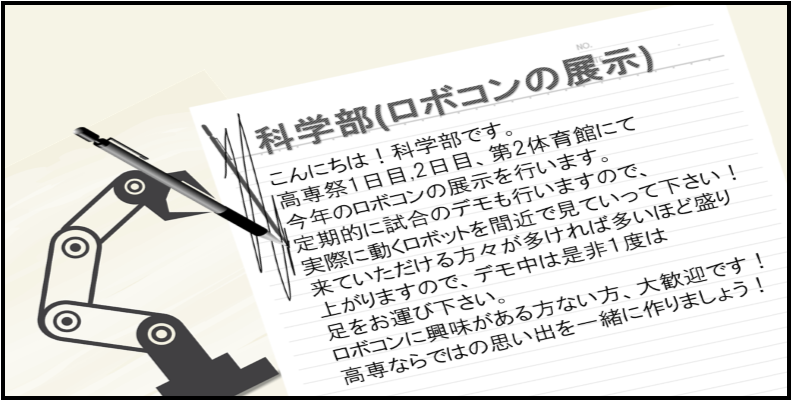 NO.
科学部(ロボコンの展示)
こんにちは！科学部です。
高専祭1日目,2日目、第2体育館にて
今年のロボコンの展示を行います。
定期的に試合のデモも行いますので、
実際に動くロボットを間近で見ていって下さい！
来ていただける方々が多ければ多いほど盛り
上がりますので、デモ中は是非1度は
足をお運び下さい。
ロボコンに興味がある方ない方、大歓迎です！
高専ならではの思い出を一緒に作りましょう！